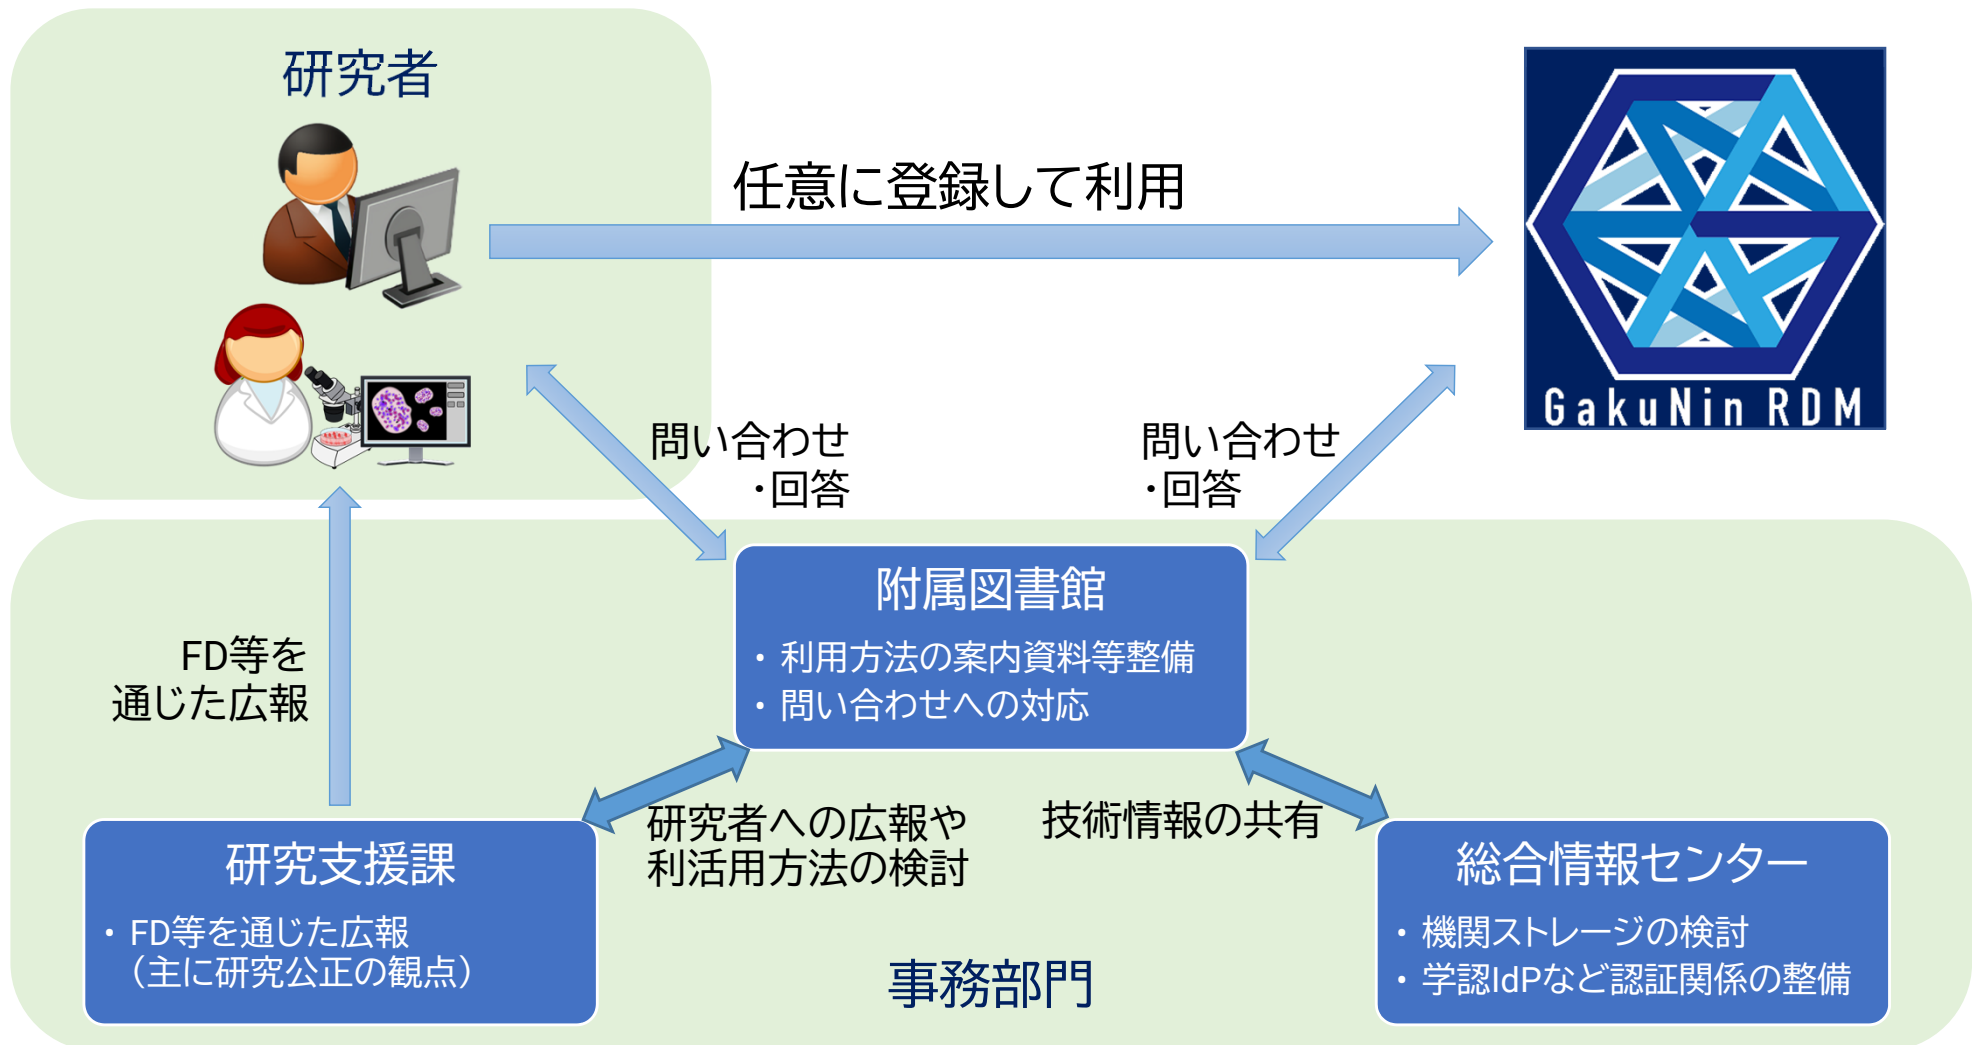 研究者
任意に登録して利用
GakuNin RDM
問い合わせ
・回答
問い合わせ
・回答
附属図書館
・利用方法の案内資料等整備
・問い合わせへの対応
FD等を
通じた広報
研究者への広報や
利活用方法の検討
技術情報の共有
研究支援課
・FD等を通じた広報
（主に研究公正の観点）
総合情報センター
・機関ストレージの検討
・学認IdPなど認証関係の整備
事務部門